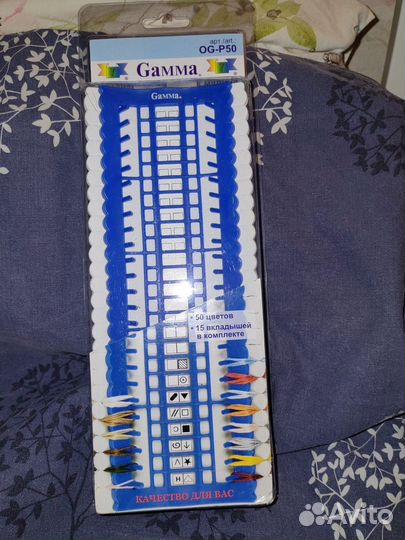 арт./art.:
OG-P50
Gamma®
Gamma®
• 50 цветов
• 15 вкладышей
в комплекте
C
V
H
КАЧЕСТВО ДЛЯ ВАС
Avito